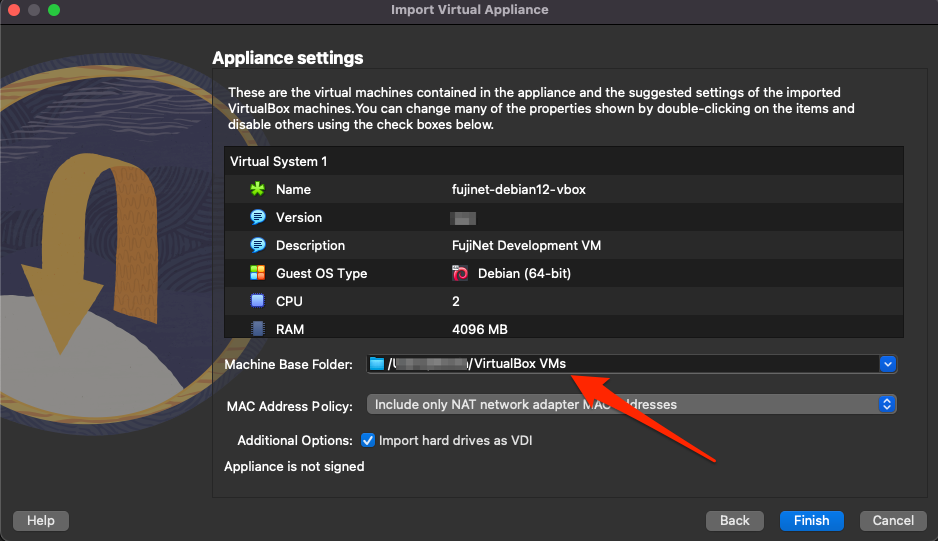 Import Virtual Appliance
Appliance settings
These are the virtual machines contained in the appliance and the suggested settings of the imported
VirtualBox machines.You can change many of the properties shown by double-clicking on the items and
disable others using the check boxes below.
Virtual System 1
Name fujinet-debian12-vbox
Version
Description FujiNet Development VM
Guest OS Type Debian (64-bit)
CPU 2
RAM 4096 MB
Machine Base Folder: /VirtualBox VMs
MAC Address Policy: Include only NAT network adapter
Additional Options: Import hard drives as VDI
Appliance is not signed
Help Back Finish Cancel